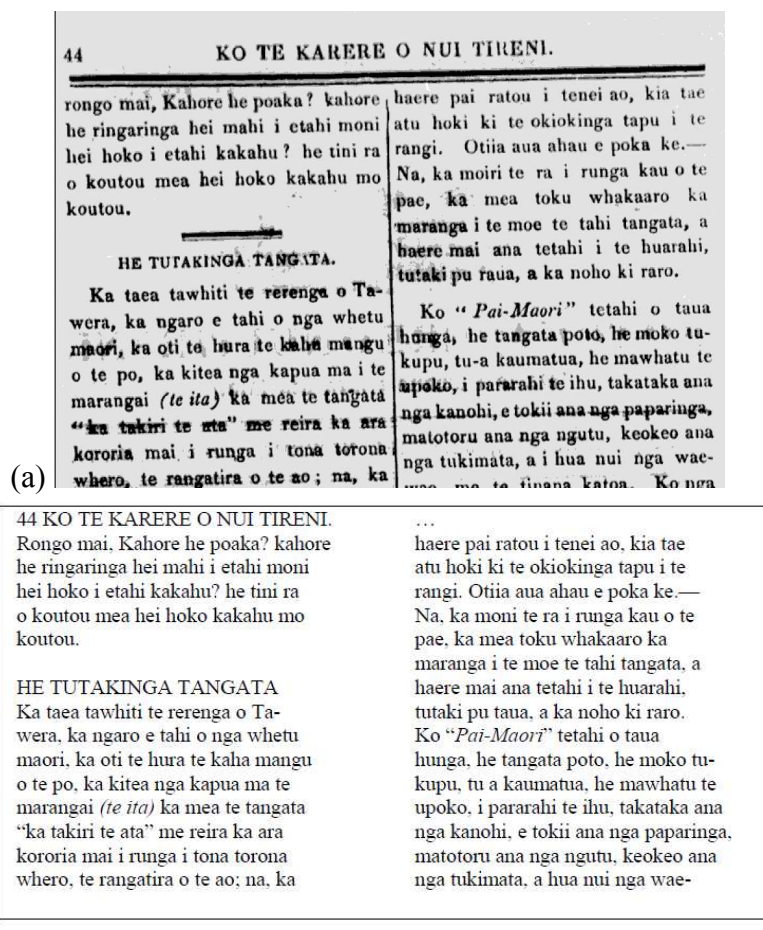 44 KO TE KARERE O NUI TIRENI.
rongo mai, Kahore he poaka? kahore
he ringaringa hei mahi i etahi moni
hei hoko i etahi kakahu? he tini ra
o koutou mea hei hoko kakahu mo
koutou.
HE TUTAKINGA TANGATA.
Ka taea tawhiti te rerenga o Ta-
wera, ka ngaro e tahi o nga whetu
maori, ka oti te hura te kaha mangu
o te po, ka kitea nga kapua ma i te
marangai (te ita) ka mea te tangata
“ka takiri te ata” me reira ka ara
kororia mai i runga i tona torona
whero, te rangatira o te ao; na, ka
haere pai ratou i tenei ao, kia tae
atu hoki ki te okiokinga tapu i te
rangi. Otiia aua ahau e poka ke.—
Na, ka moiri te ra i runga kau o te
pae, ka mea toku whakaaro ka
maranga i te moe te tahi tangata, a
haere mai ana tetahi i te huarahi,
tutaki pu raua, a ka noho ki raro.
Ko “Pai-Maori” tetahi o taua
hunga, he tangata poto, he moko tu-
kupu, tu-a kaumatua, he mawhatu te
upoko, i pararahi te ihu, takataka ana
nga kanohi, e tokii ana nga paparinga,
matotoru ana nga ngutu, keokeo ana
nga tukimata, a i hua nui nga wae-
me te tinana katoa. Ko nga
(a)
44 KO TE KARERE O NUI TIRENI.
Rongo mai, Kahore he poaka? kahore
he ringaringa hei mahi i etahi moni
hei hoko i etahi kakahu? he tini ra
o koutou mea hei hoko kakahu mo
koutou.
HE TUTAKINGA TANGATA
Ka taea tawhiti te rerenga o Ta-
wera, ka ngaro e tahi o nga whetu
maori, ka oti te hura te kaha mangu
o te po, ka kitea nga kapua ma te
marangai (te ita) ka mea te tangata
“ka takiri te ata” me reira ka ara
kororia mai i runga i tona torona
whero, te rangatira o te ao; na, ka
…
haere pai ratou i tenei ao, kia tae
atu hoki ki te okiokinga tapu i te
rangi. Otiia aua ahau e poka ke.—
Na, ka moni te ra i runga kau o te
pae, ka mea toku whakaaro ka
maranga i te moe te tahi tangata, a
haere mai ana tetahi i te huarahi,
tutaki pu taua, a ka noho ki raro.
Ko “Pai-Maori” tetahi o taua
hunga, he tangata poto, he moko tu-
kupu, tu a kaumatua, he mawhatu te
upoko, i pararahi te ihu, takataka ana
nga kanohi, e tokii ana nga paparinga,
matotoru ana nga ngutu, keokeo ana
nga tukimata, a hua nui nga wae-